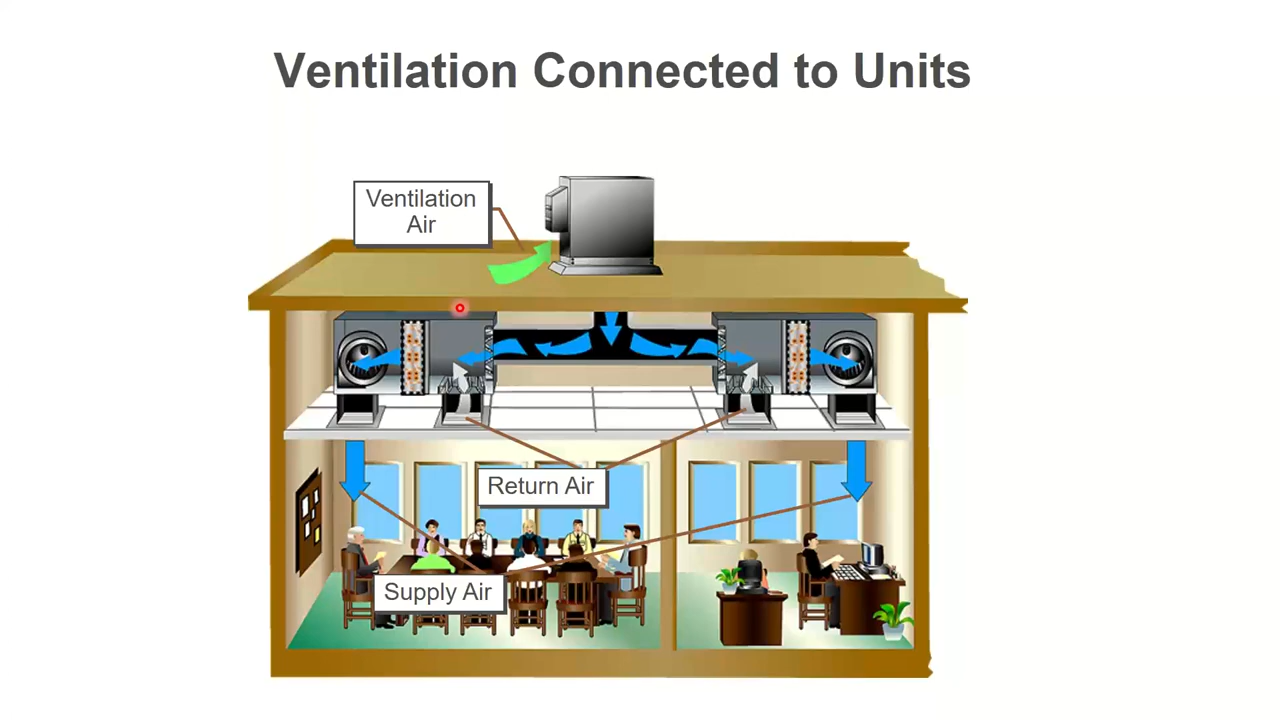 Ventilation Connected to Units
Ventilation
Air
Return Air
Supply Air